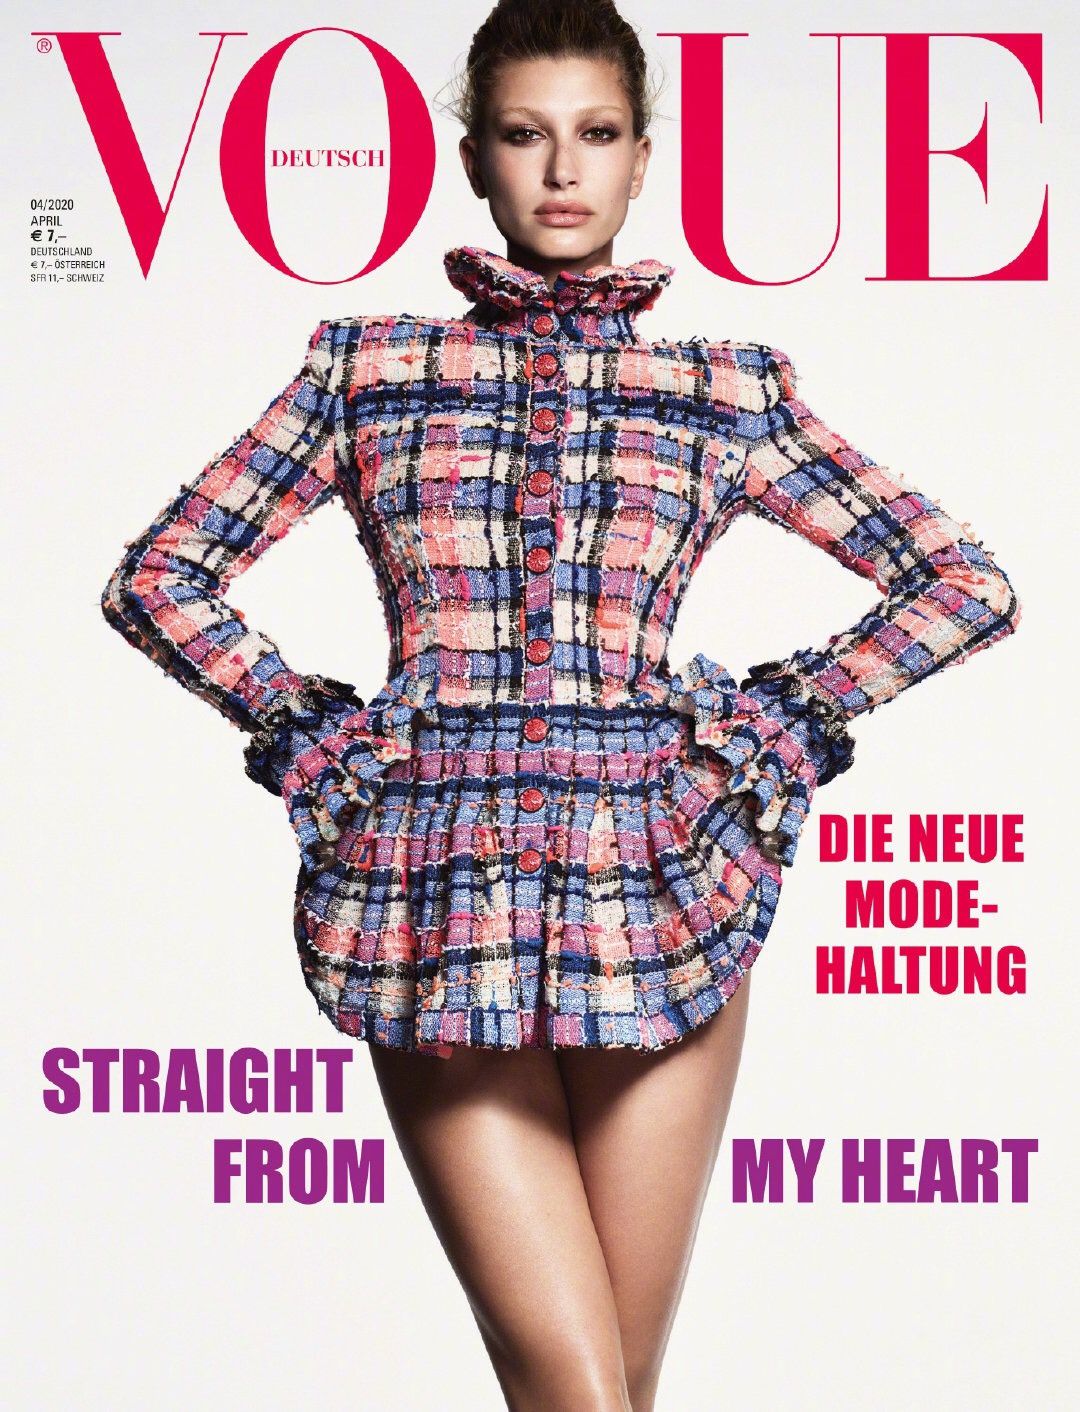 ® VOGUE
DEUTSCH
04/2020
APRIL
€ 7,–
DEUTSCHLAND
€ 7,– ÖSTERREICH
SFR 11,– SCHWEIZ
DIE NEUE
MODE-
HALTUNG
STRAIGHT
FROM MY HEART